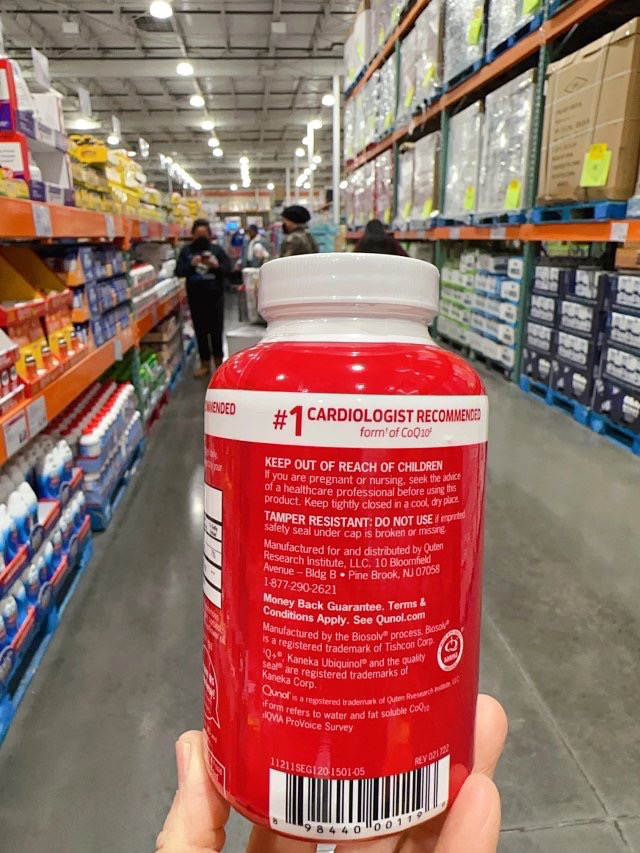 MMENDED
#1 CARDIOLOGIST RECOMMENDED
form† of CoQ10‡
KEEP OUT OF REACH OF CHILDREN
If you are pregnant or nursing, seek the advice
of a healthcare professional before using this
product. Keep tightly closed in a cool, dry place.
TAMPER RESISTANT: DO NOT USE if imprinted
safety seal under cap is broken or missing.
Manufactured for and distributed by Quten
Research Institute, LLC. 10 Bloomfield
Avenue – Bldg B • Pine Brook, NJ 07058
1-877-290-2621
Money Back Guarantee. Terms &
Conditions Apply. See Qunol.com
Manufactured by the Biosolv® process, Biosolv®
is a registered trademark of Tishcon Corp.
Q+®, Kaneka Ubiquinol® and the quality
seal® are registered trademarks of
Kaneka Corp.
Qunol® is a registered trademark of Quten Rvesearch Institute, LLC
†Form refers to water and fat soluble CoQ10
‡IQVIA ProVoice Survey
11211SEG120-1501-05
REV 021722
8 98440 00119 8